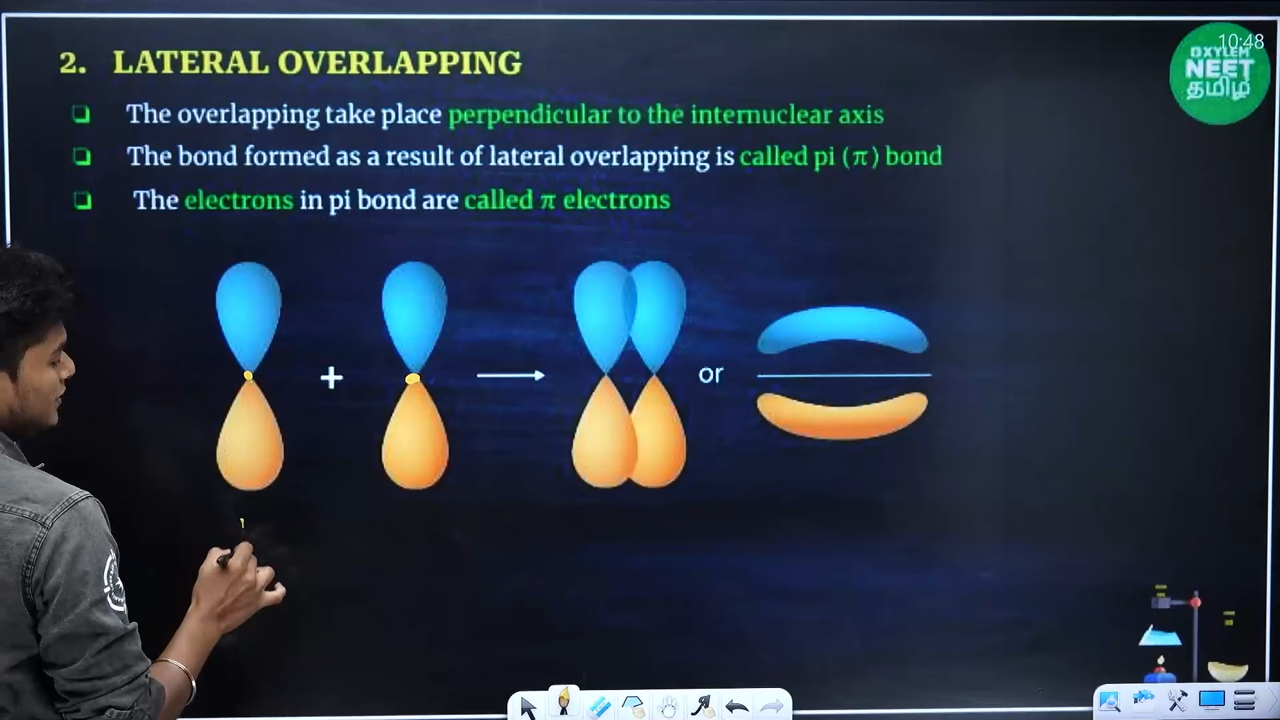 2. LATERAL OVERLAPPING
10:48
XYLEM
NEET
தமிழ்
❑ The overlapping take place perpendicular to the internuclear axis
❑ The bond formed as a result of lateral overlapping is called pi (π) bond
❑ The electrons in pi bond are called π electrons
+
or